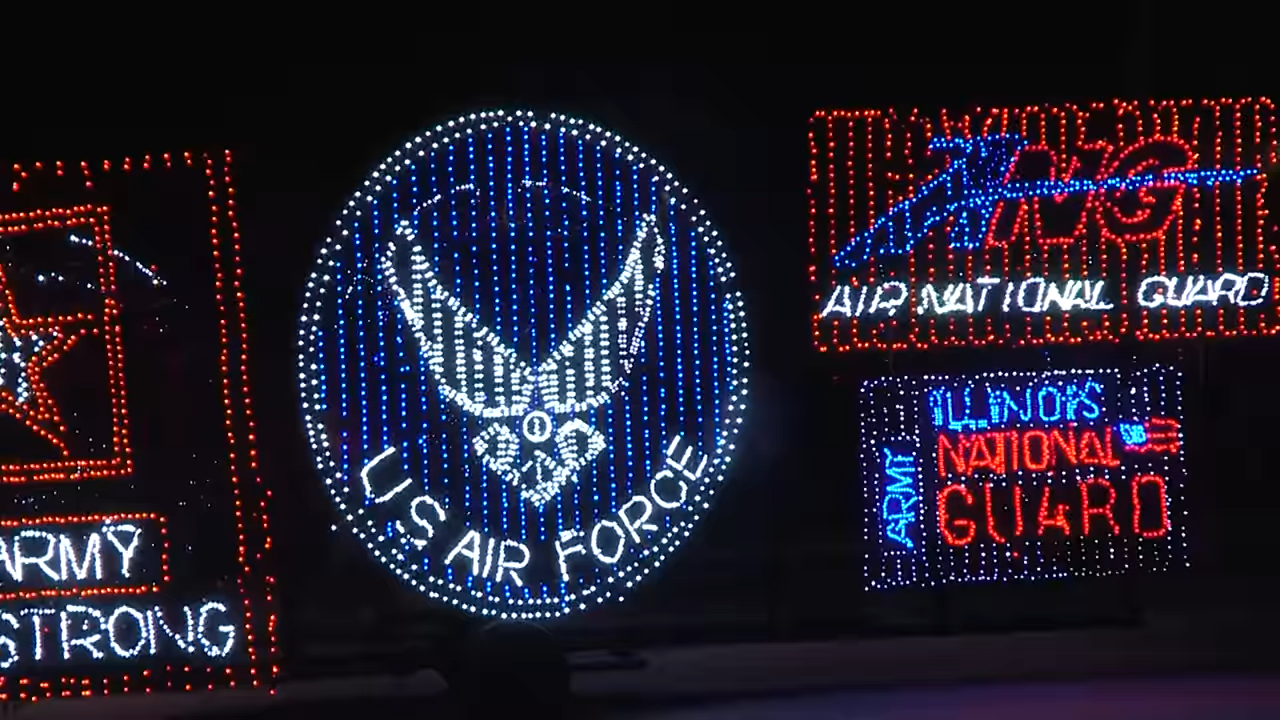 ARMY
STRONG
U.S. AIR FORCE
ANG
AIR NATIONAL GUARD
ILLINOIS
NATIONAL
GUARD
ARMY